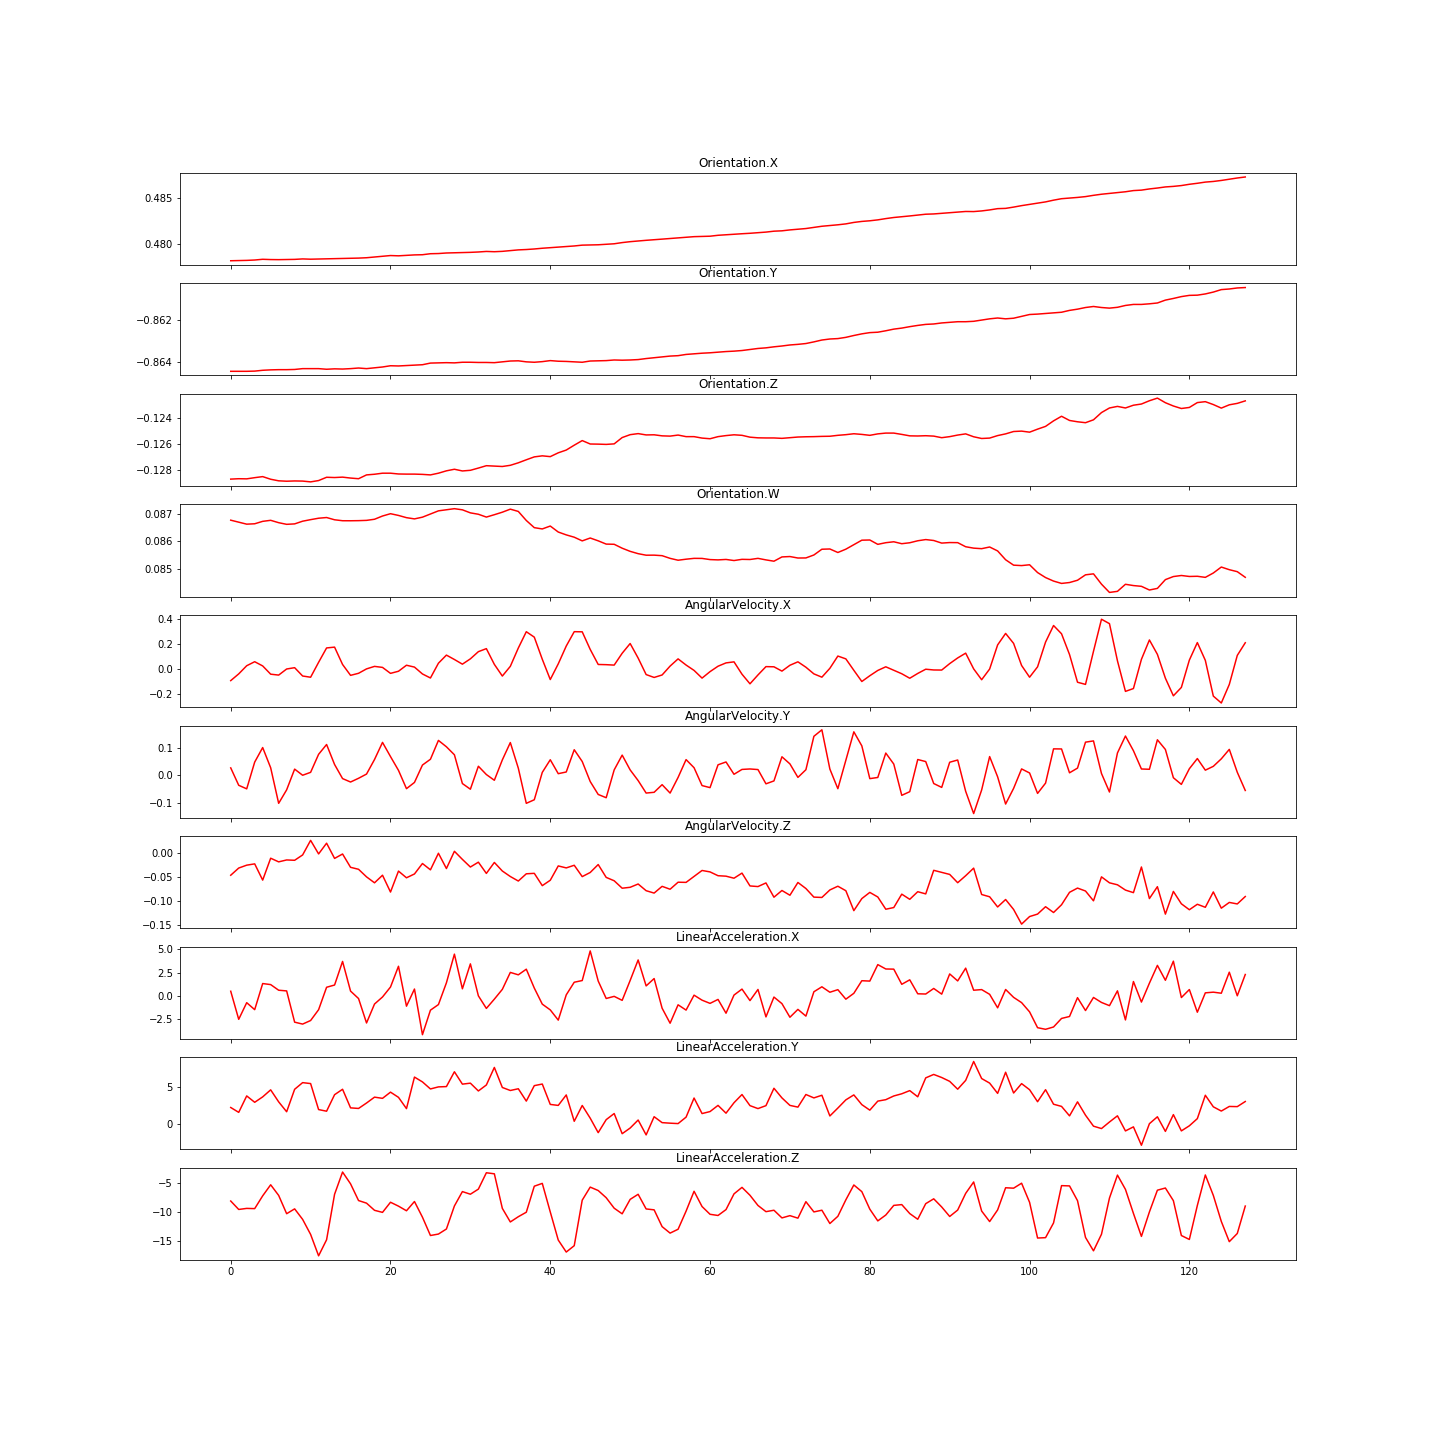 Orientation.X
0.485
0.480
Orientation.Y
−0.862
−0.864
Orientation.Z
−0.124
−0.126
−0.128
Orientation.W
0.087
0.086
0.085
AngularVelocity.X
0.4
0.2
0.0
−0.2
AngularVelocity.Y
0.1
0.0
−0.1
AngularVelocity.Z
0.00
−0.05
−0.10
−0.15
LinearAcceleration.X
5.0
2.5
0.0
−2.5
LinearAcceleration.Y
5
0
LinearAcceleration.Z
−5
−10
−15
0 20 40 60 80 100 120